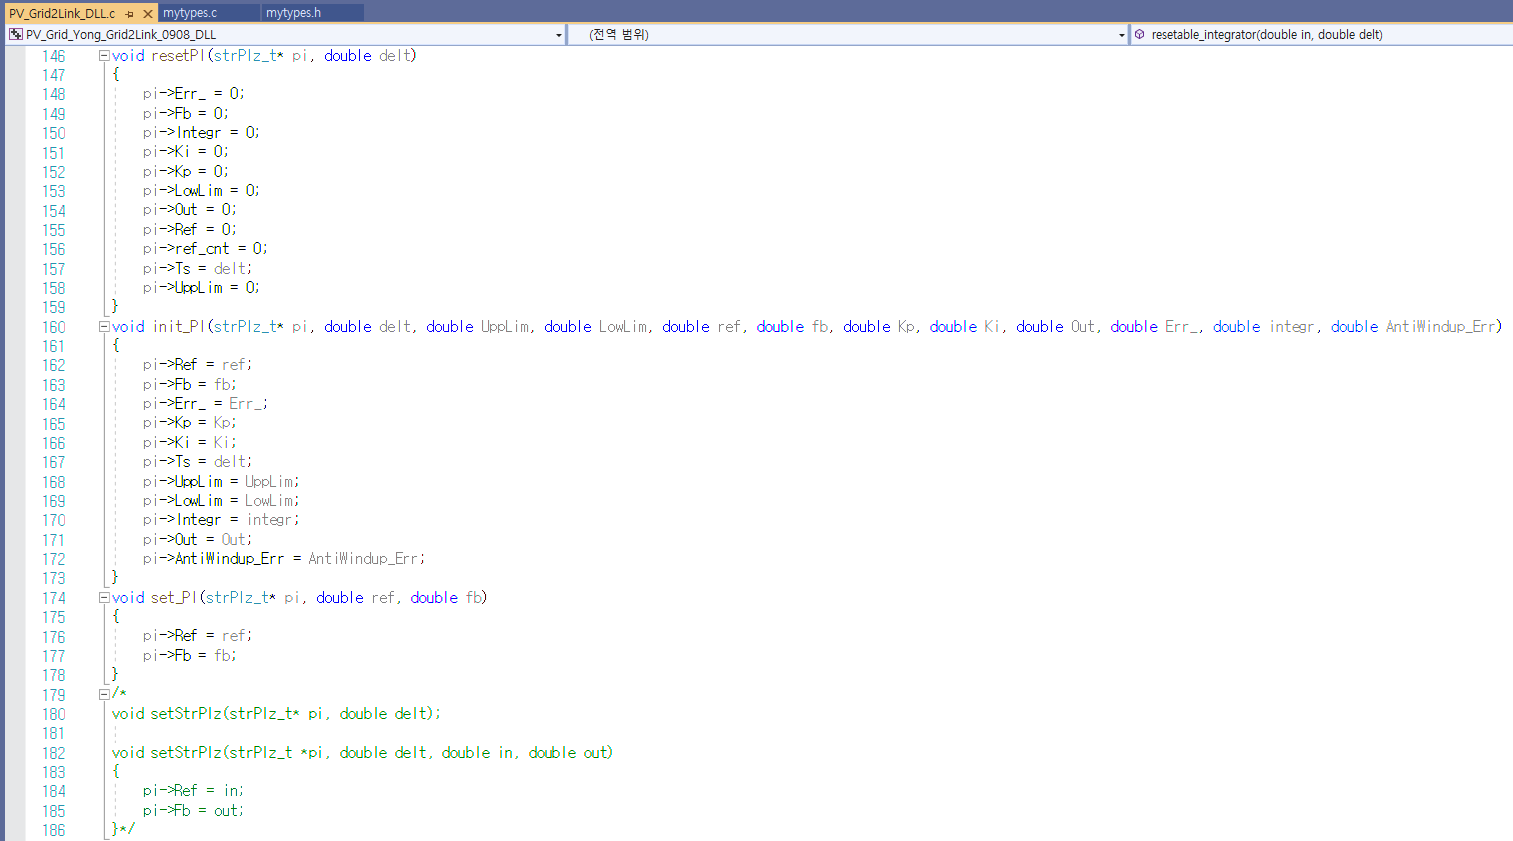 PV_Grid2Link_DLL.c mytypes.c mytypes.h
PV_Grid_Yong_Grid2Link_0908_DLL (전역 범위) resetable_integrator(double in, double delt)
146 void resetPI(strPIz_t* pi, double delt)
147 {
148 pi->Err_ = 0;
149 pi->Fb = 0;
150 pi->Integr = 0;
151 pi->Ki = 0;
152 pi->Kp = 0;
153 pi->LowLim = 0;
154 pi->Out = 0;
155 pi->Ref = 0;
156 pi->ref_cnt = 0;
157 pi->Ts = delt;
158 pi->UppLim = 0;
159 }
160 void init_PI(strPIz_t* pi, double delt, double UppLim, double LowLim, double ref, double fb, double Kp, double Ki, double Out, double Err_, double integr, double AntiWindup_Err)
161 {
162 pi->Ref = ref;
163 pi->Fb = fb;
164 pi->Err_ = Err_;
165 pi->Kp = Kp;
166 pi->Ki = Ki;
167 pi->Ts = delt;
168 pi->UppLim = UppLim;
169 pi->LowLim = LowLim;
170 pi->Integr = integr;
171 pi->Out = Out;
172 pi->AntiWindup_Err = AntiWindup_Err;
173 }
174 void set_PI(strPIz_t* pi, double ref, double fb)
175 {
176 pi->Ref = ref;
177 pi->Fb = fb;
178 }
179 /*
180 void setStrPIz(strPIz_t* pi, double delt);
181
182 void setStrPIz(strPIz_t *pi, double delt, double in, double out)
183 {
184 pi->Ref = in;
185 pi->Fb = out;
186 }*/